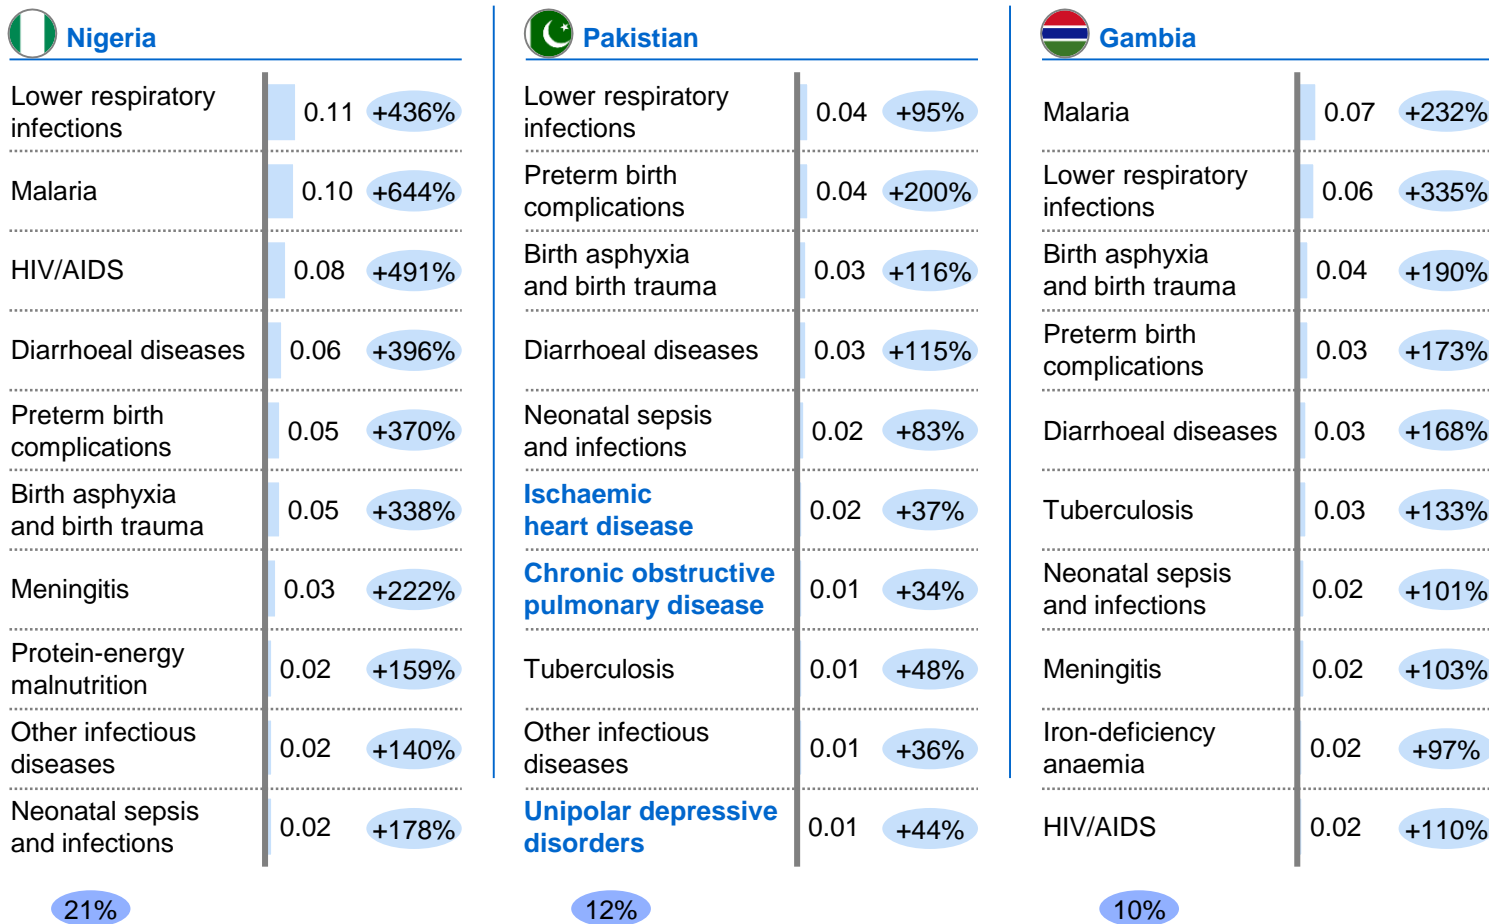 Nigeria
Lower respiratory
infections
0.11
+436%
Malaria
0.10
+644%
HIV/AIDS
0.08
+491%
Diarrhoeal diseases
0.06
+396%
Preterm birth
complications
0.05
+370%
Birth asphyxia
and birth trauma
0.05
+338%
Meningitis
0.03
+222%
Protein-energy
malnutrition
0.02
+159%
Other infectious
diseases
0.02
+140%
Neonatal sepsis
and infections
0.02
+178%
21%
Pakistian
Lower respiratory
infections
0.04
+95%
Preterm birth
complications
0.04
+200%
Birth asphyxia
and birth trauma
0.03
+116%
Diarrhoeal diseases
0.03
+115%
Neonatal sepsis
and infections
0.02
+83%
Ischaemic
heart disease
0.02
+37%
Chronic obstructive
pulmonary disease
0.01
+34%
Tuberculosis
0.01
+48%
Other infectious
diseases
0.01
+36%
Unipolar depressive
disorders
0.01
+44%
12%
Gambia
Malaria
0.07
+232%
Lower respiratory
infections
0.06
+335%
Birth asphyxia
and birth trauma
0.04
+190%
Preterm birth
complications
0.03
+173%
Diarrhoeal diseases
0.03
+168%
Tuberculosis
0.03
+133%
Neonatal sepsis
and infections
0.02
+101%
Meningitis
0.02
+103%
Iron-deficiency
anaemia
0.02
+97%
HIV/AIDS
0.02
+110%
10%